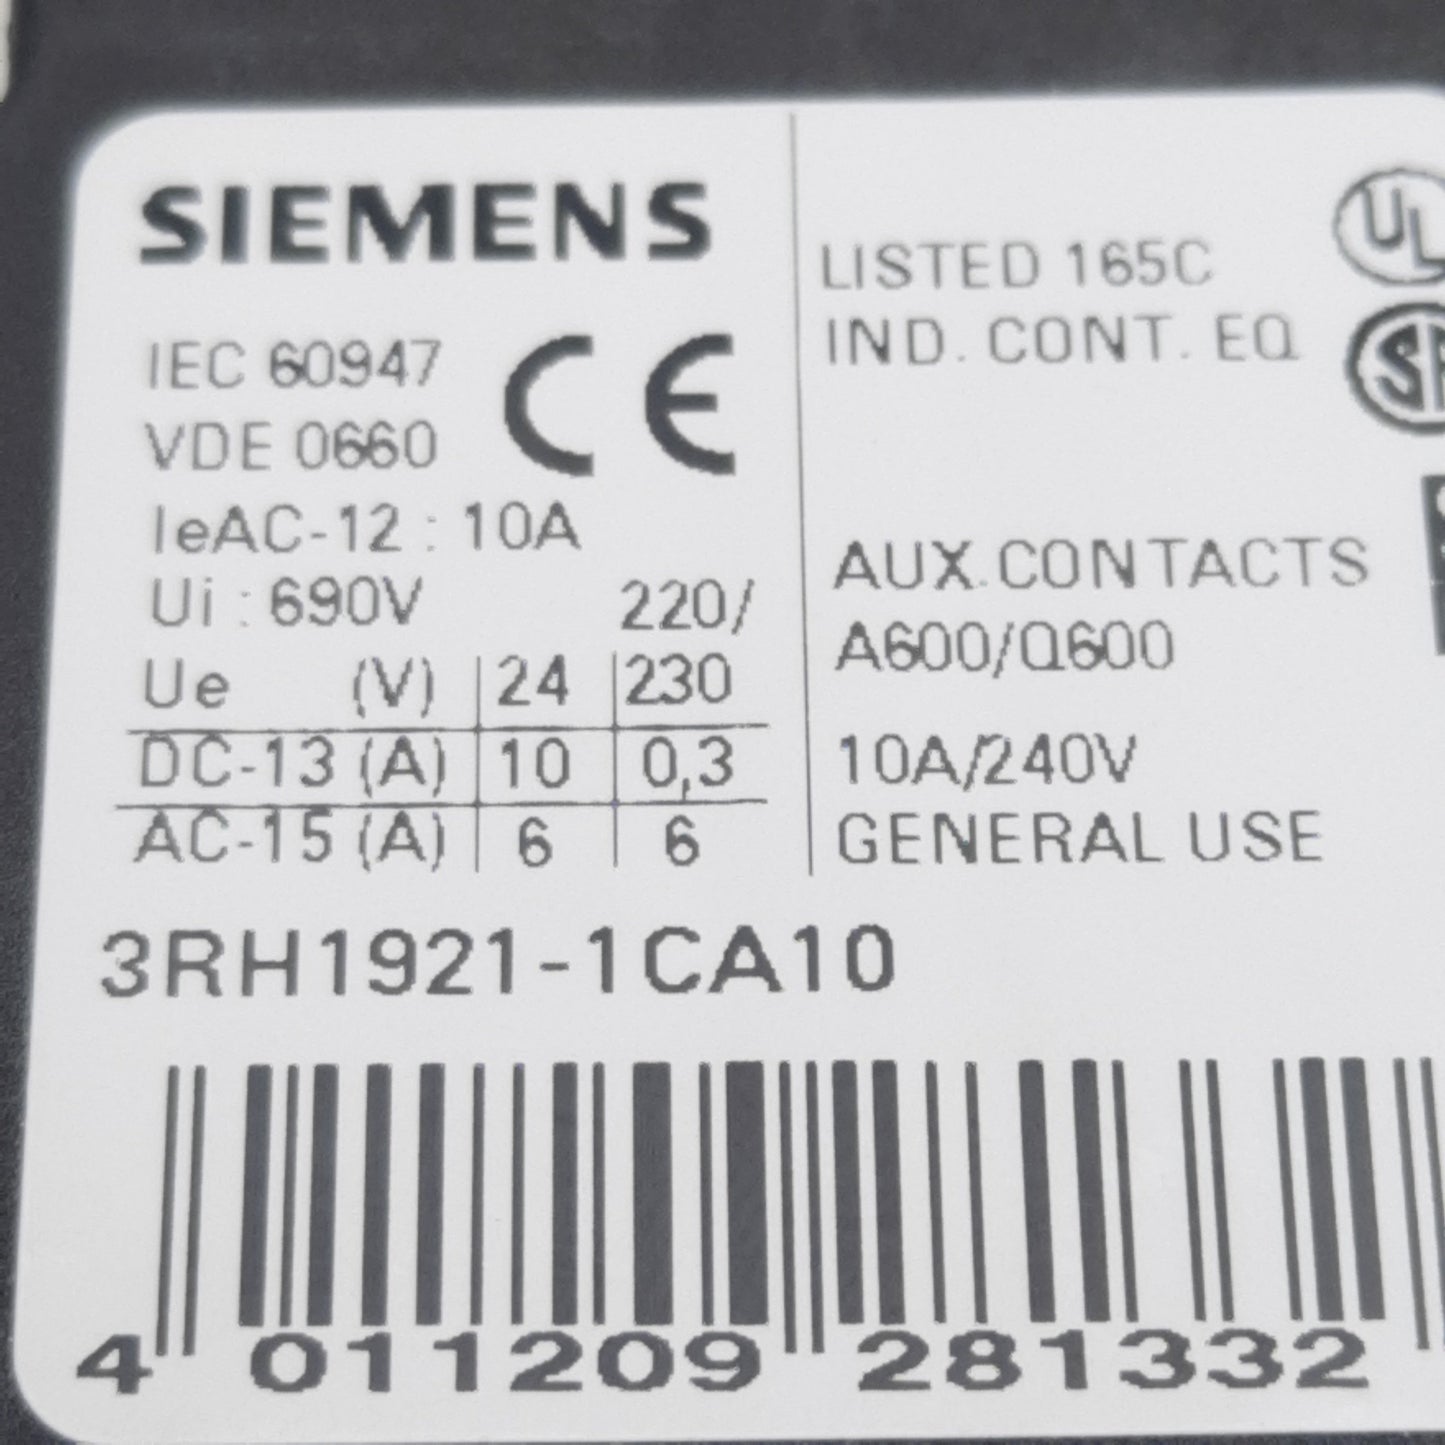 SIEMENS
IEC 60947
VDE 0660
CE
IeAC-12 : 10A
Ui : 690V 220/
Ue (V) 24 230
DC-13 (A) 10 0,3
AC-15 (A) 6 6
LISTED 165C
IND. CONT. EQ
UL
AUX. CONTACTS
A600/Q600
10A/240V
GENERAL USE
3RH1921-1CA10
4 011209 281332